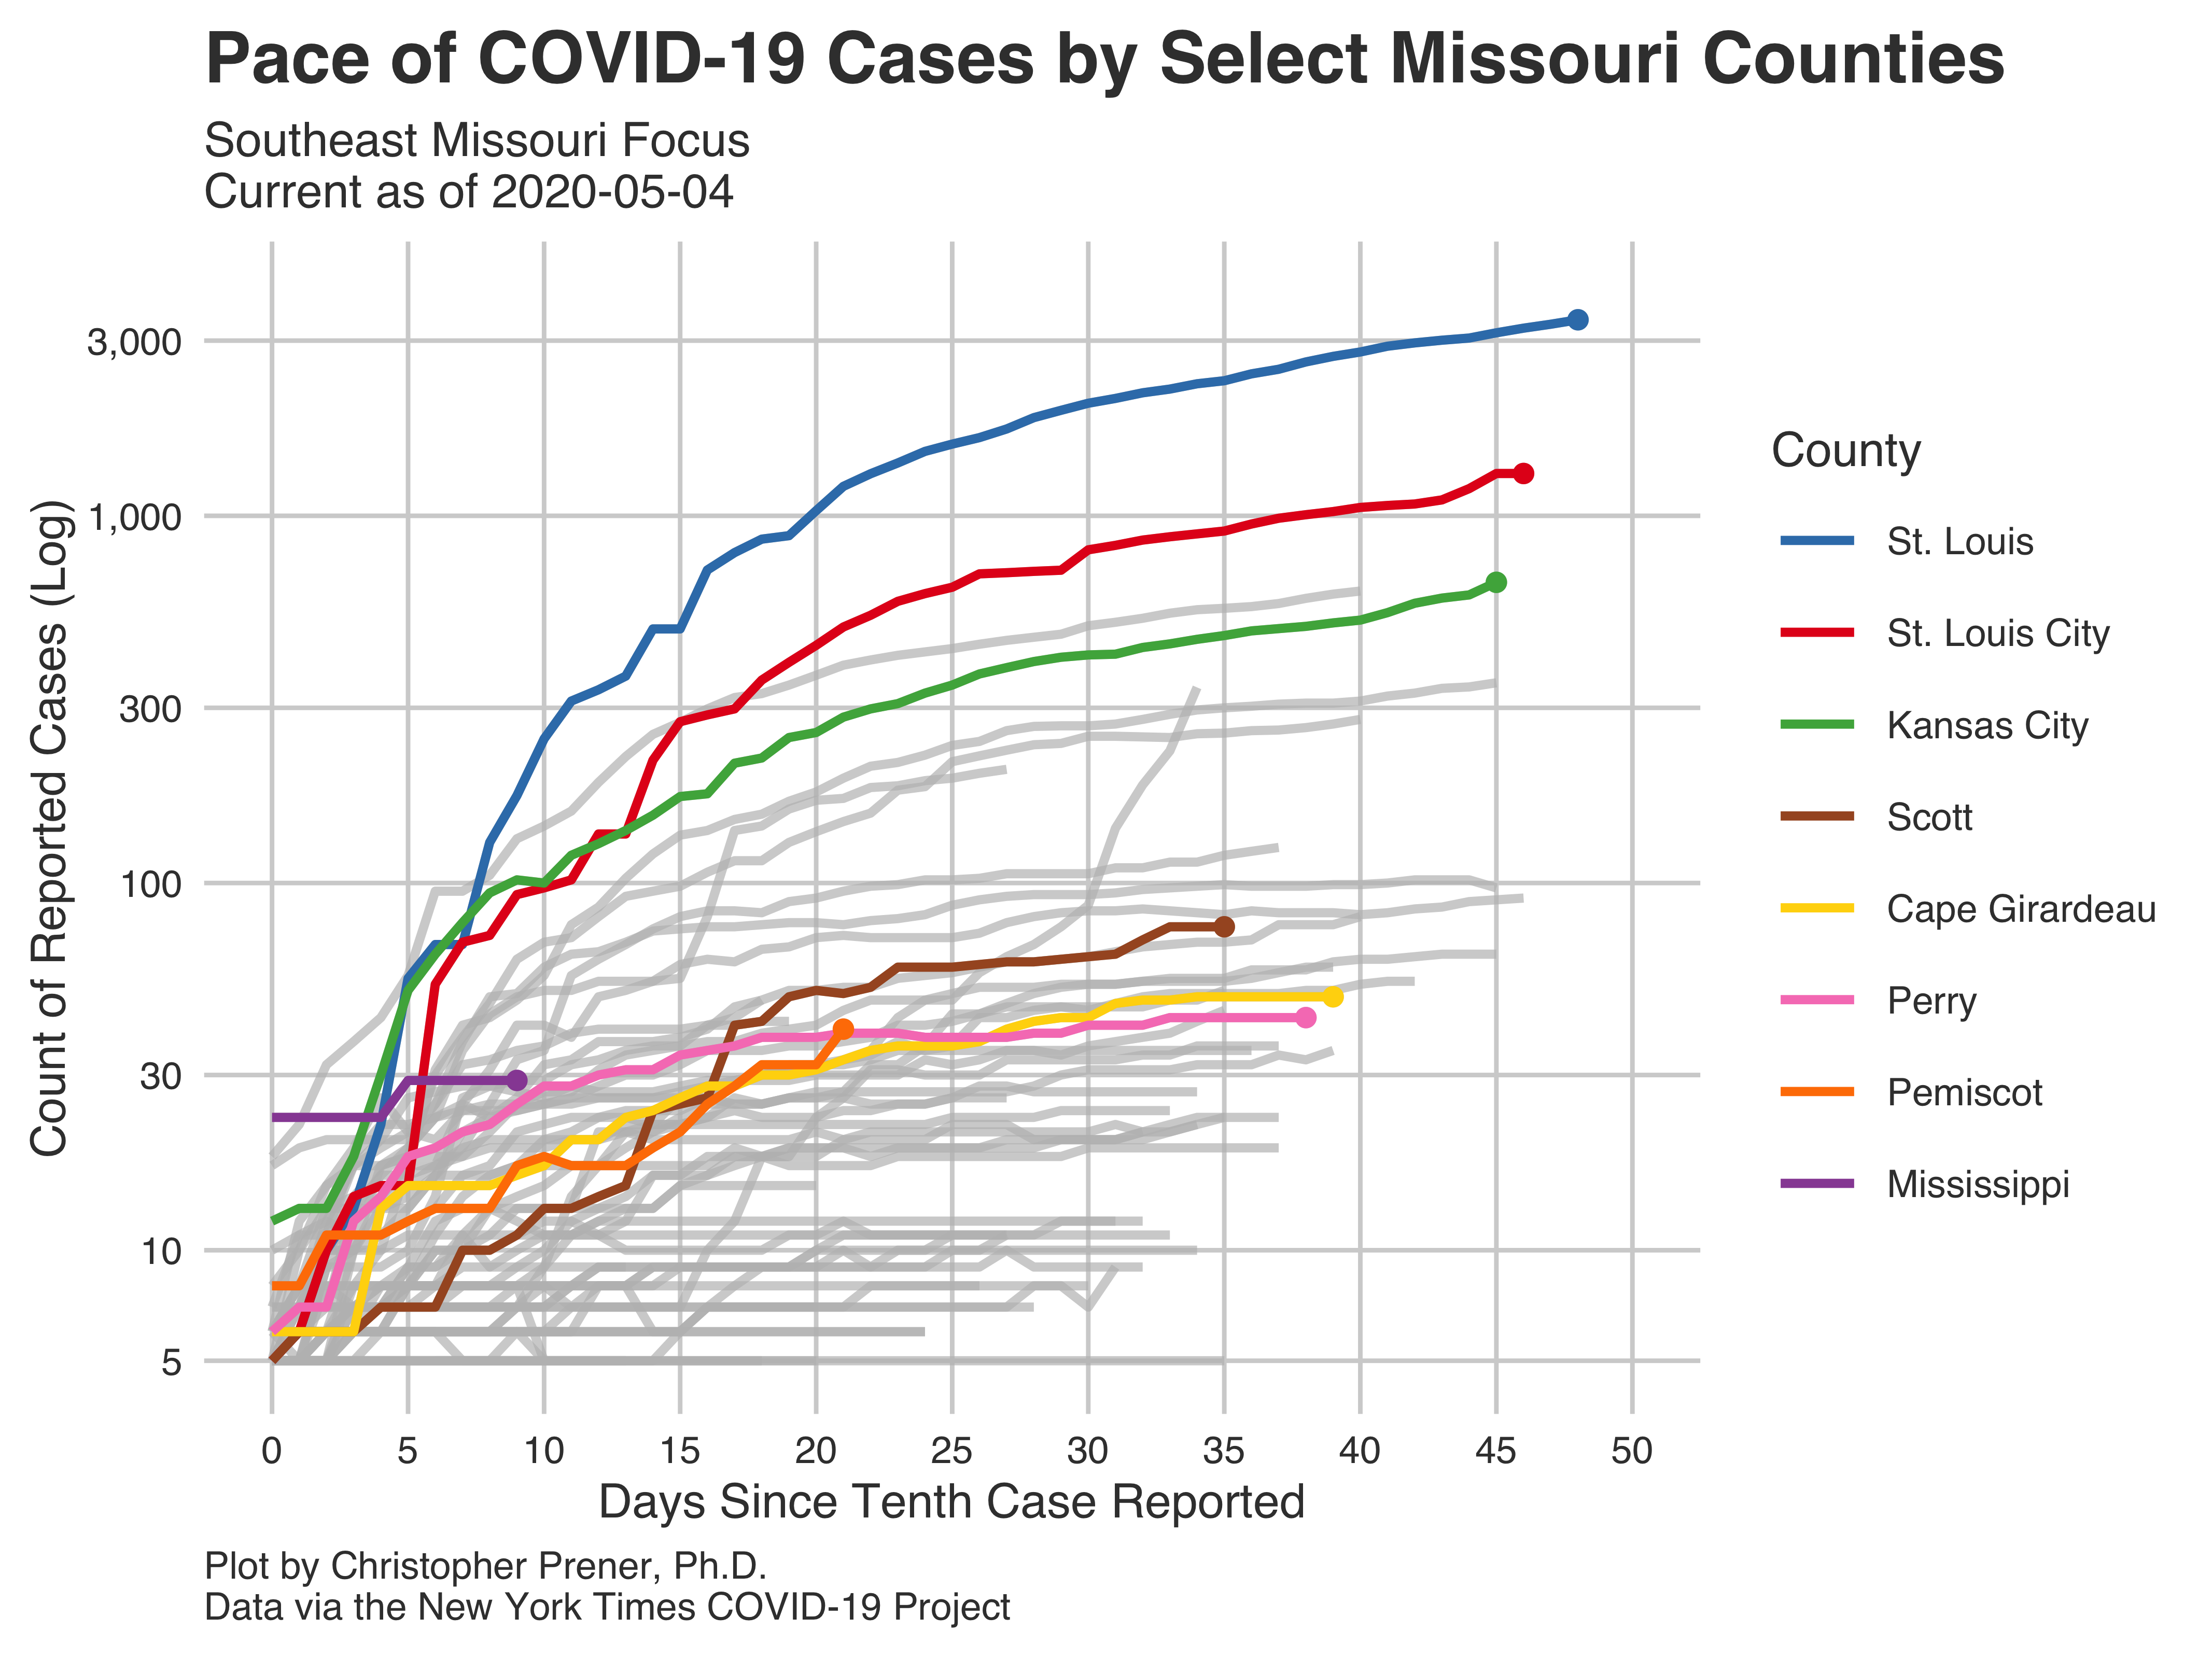 Pace of COVID-19 Cases by Select Missouri Counties
Southeast Missouri Focus
Current as of 2020-05-04
Count of Reported Cases (Log)
3,000
1,000
300
100
30
10
5
0 5 10 15 20 25 30 35 40 45 50
Days Since Tenth Case Reported
County
St. Louis
St. Louis City
Kansas City
Scott
Cape Girardeau
Perry
Pemiscot
Mississippi
Plot by Christopher Prener, Ph.D.
Data via the New York Times COVID-19 Project